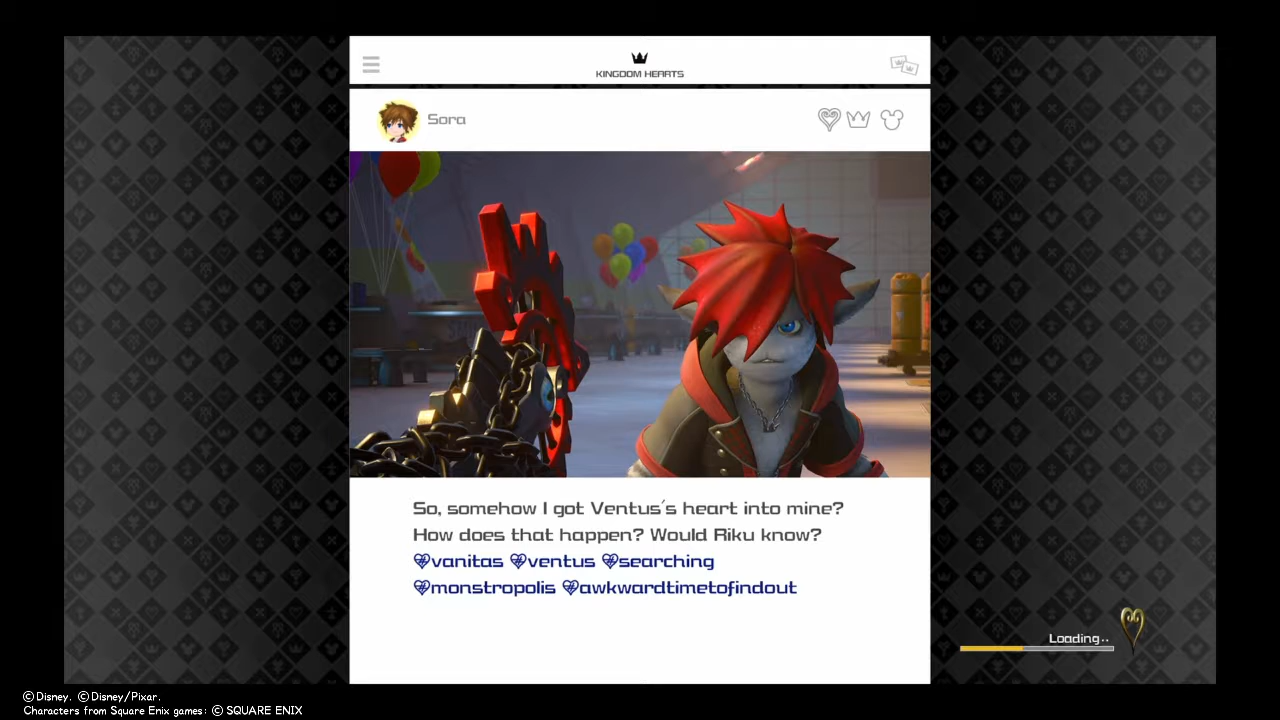 KINGDOM HEARTS
Sora
So, somehow I got Ventus's heart into mine?
How does that happen? Would Riku know?
vanitas ventus searching
monstropolis awkwardtimetofindout
Loading..
©Disney. ©Disney/Pixar.
Characters from Square Enix games: © SQUARE ENIX